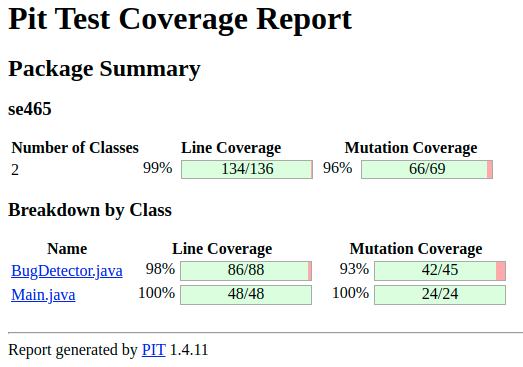 Pit Test Coverage Report
Package Summary
se465
Number of Classes Line Coverage Mutation Coverage
2 99% 134/136 96% 66/69
Breakdown by Class
Name Line Coverage Mutation Coverage
BugDetector.java 98% 86/88 93% 42/45
Main.java 100% 48/48 100% 24/24
Report generated by PIT 1.4.11